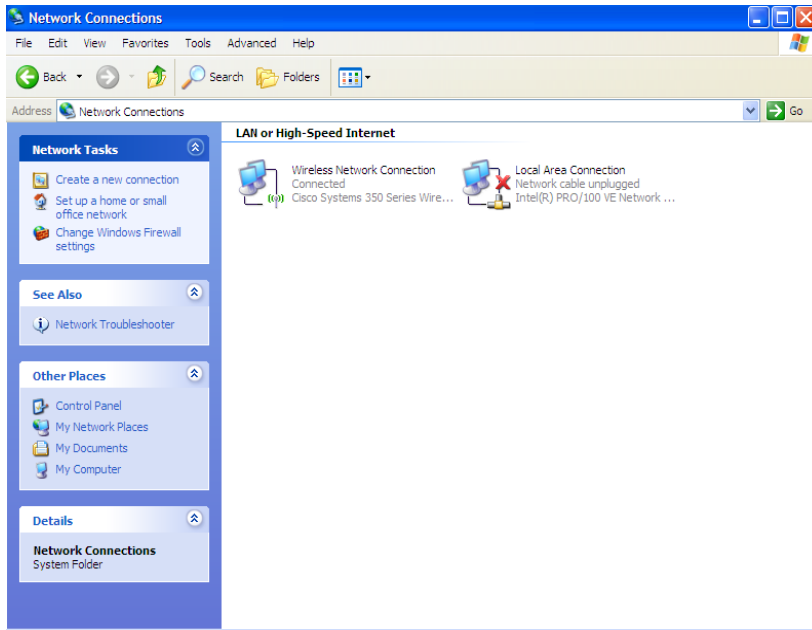 Network Connections
File Edit View Favorites Tools Advanced Help
Back Search Folders
Address Network Connections Go
Network Tasks
Create a new connection
Set up a home or small
office network
Change Windows Firewall
settings
See Also
Network Troubleshooter
Other Places
Control Panel
My Network Places
My Documents
My Computer
Details
Network Connections
System Folder
LAN or High-Speed Internet
Wireless Network Connection
Connected
Cisco Systems 350 Series Wire...
Local Area Connection
Network cable unplugged
Intel(R) PRO/100 VE Network ...